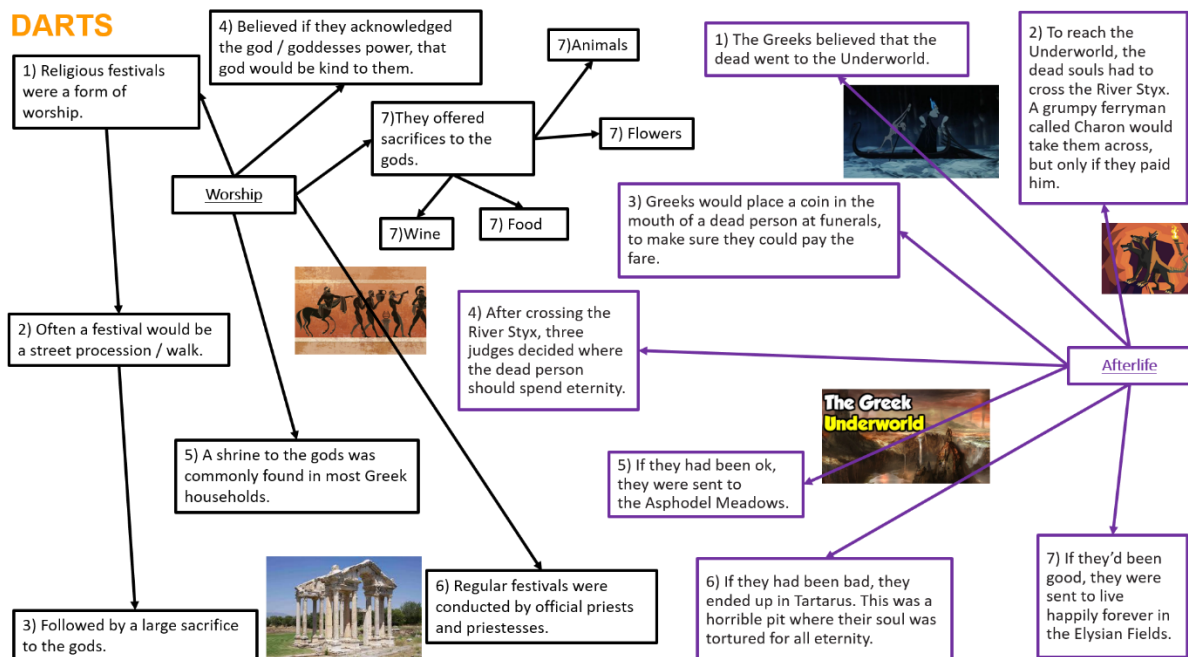 DARTS
1) Religious festivals
were a form of
worship.
4) Believed if they acknowledged
the god / goddesses power, that
god would be kind to them.
7)Animals
7)They offered
sacrifices to the
gods.
7) Flowers
Worship
7)Wine
7) Food
2) Often a festival would be
a street procession / walk.
5) A shrine to the gods was
commonly found in most Greek
households.
3) Followed by a large sacrifice
to the gods.
6) Regular festivals were
conducted by official priests
and priestesses.
1) The Greeks believed that the
dead went to the Underworld.
2) To reach the
Underworld, the
dead souls had to
cross the River Styx.
A grumpy ferryman
called Charon would
take them across,
but only if they paid
him.
3) Greeks would place a coin in the
mouth of a dead person at funerals,
to make sure they could pay the
fare.
4) After crossing the
River Styx, three
judges decided where
the dead person
should spend eternity.
Afterlife
The Greek
Underworld
5) If they had been ok,
they were sent to
the Asphodel Meadows.
6) If they had been bad, they
ended up in Tartarus. This was a
horrible pit where their soul was
tortured for all eternity.
7) If they’d been
good, they were
sent to live
happily forever in
the Elysian Fields.